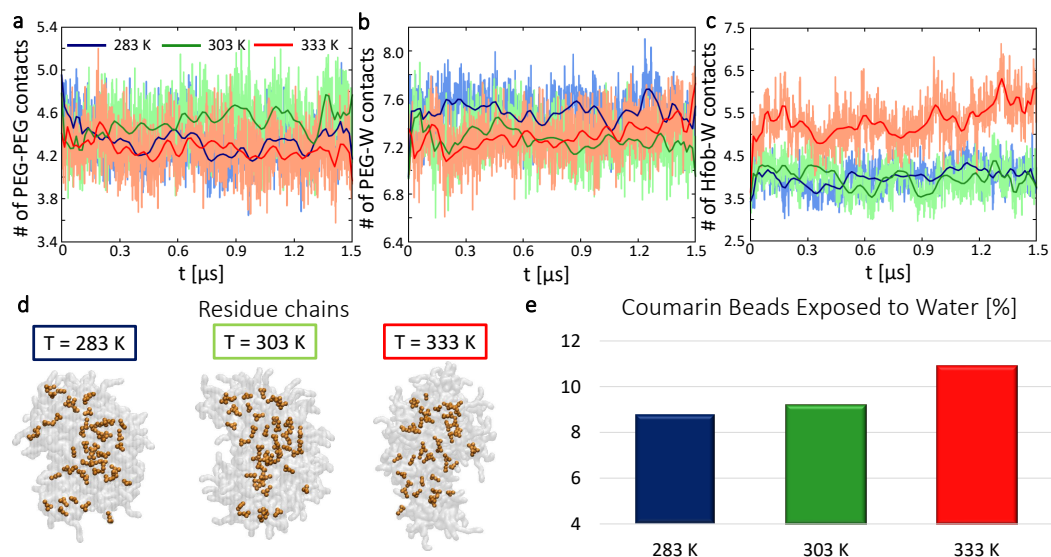 a
# of PEG-PEG contacts
5.4
5.0
4.6
4.2
3.8
3.4
283 K 303 K 333 K
0 0.3 0.6 0.9 1.2 1.5
t [µs]
b
# of PEG-W contacts
8.0
7.6
7.2
6.8
6.4
0 0.3 0.6 0.9 1.2 1.5
t [µs]
c
# of Hfob-W contacts
7.5
6.5
5.5
4.5
3.5
2.5
0 0.3 0.6 0.9 1.2 1.5
t [µs]
d
Residue chains
T = 283 K
T = 303 K
T = 333 K
e
Coumarin Beads Exposed to Water [%]
12
10
8
6
4
283 K 303 K 333 K